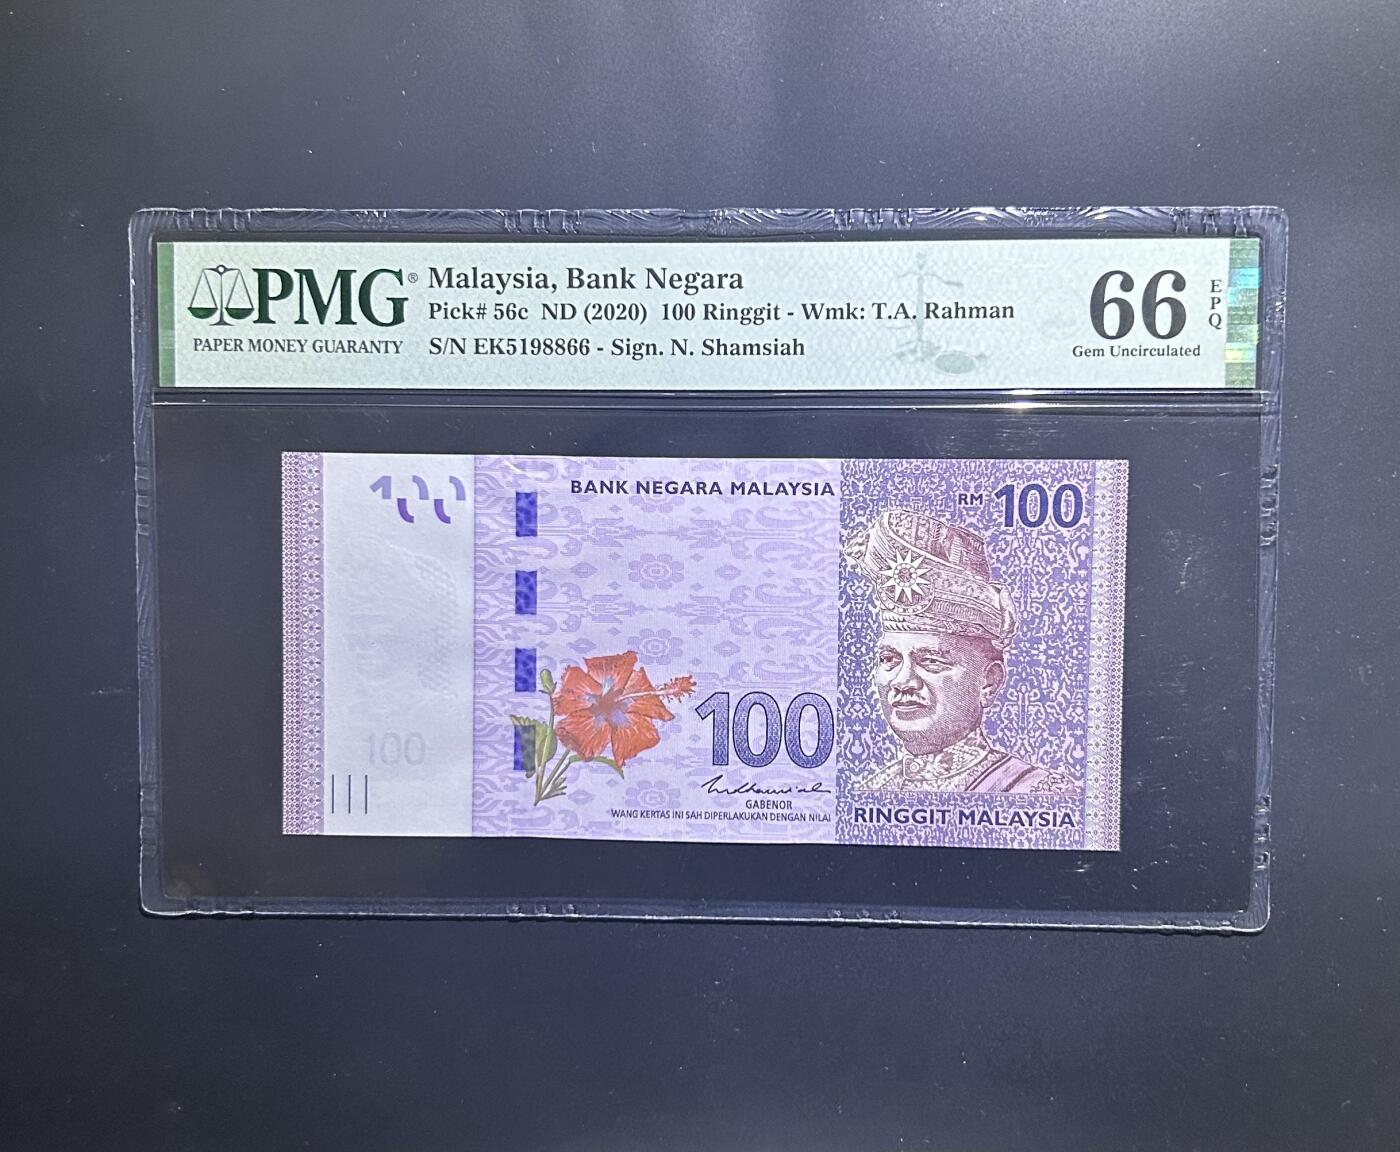 PMG®
PAPER MONEY GUARANTY
Malaysia, Bank Negara
Pick# 56c ND (2020) 100 Ringgit - Wmk: T.A. Rahman
S/N EK5198866 - Sign. N. Shamsiah
66
EPQ
Gem Uncirculated
BANK NEGARA MALAYSIA
RM 100
100
100
GABENOR
WANG KERTAS INI SAH DIPERLAKUKAN DENGAN NILAI
RINGGIT MALAYSIA